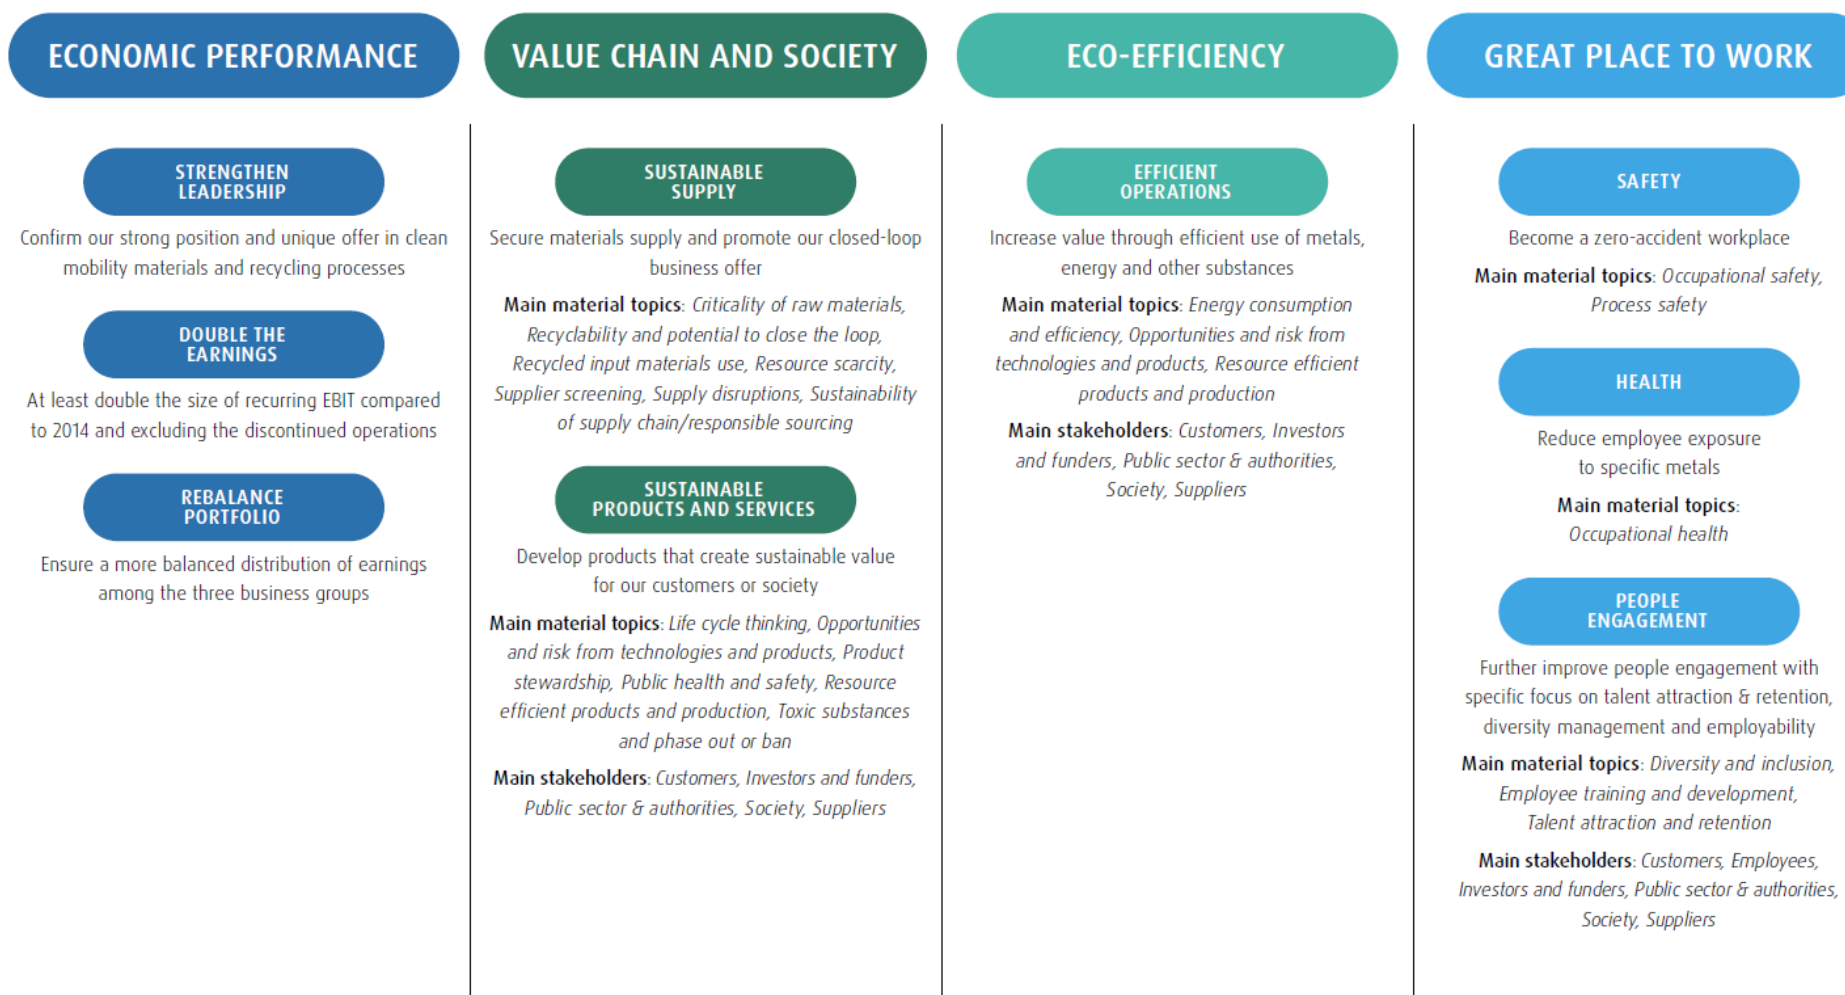 ECONOMIC PERFORMANCE
STRENGTHEN
LEADERSHIP
Confirm our strong position and unique offer in clean
mobility materials and recycling processes
DOUBLE THE
EARNINGS
At least double the size of recurring EBIT compared
to 2014 and excluding the discontinued operations
REBALANCE
PORTFOLIO
Ensure a more balanced distribution of earnings
among the three business groups
VALUE CHAIN AND SOCIETY
SUSTAINABLE
SUPPLY
Secure materials supply and promote our closed-loop
business offer
Main material topics: Criticality of raw materials,
Recyclability and potential to close the loop,
Recycled input materials use, Resource scarcity,
Supplier screening, Supply disruptions, Sustainability
of supply chain/responsible sourcing
SUSTAINABLE
PRODUCTS AND SERVICES
Develop products that create sustainable value
for our customers or society
Main material topics: Life cycle thinking, Opportunities
and risk from technologies and products, Product
stewardship, Public health and safety, Resource
efficient products and production, Toxic substances
and phase out or ban
Main stakeholders: Customers, Investors and funders,
Public sector & authorities, Society, Suppliers
ECO-EFFICIENCY
EFFICIENT
OPERATIONS
Increase value through efficient use of metals,
energy and other substances
Main material topics: Energy consumption
and efficiency, Opportunities and risk from
technologies and products, Resource efficient
products and production
Main stakeholders: Customers, Investors
and funders, Public sector & authorities,
Society, Suppliers
GREAT PLACE TO WORK
SAFETY
Become a zero-accident workplace
Main material topics: Occupational safety,
Process safety
HEALTH
Reduce employee exposure
to specific metals
Main material topics:
Occupational health
PEOPLE
ENGAGEMENT
Further improve people engagement with
specific focus on talent attraction & retention,
diversity management and employability
Main material topics: Diversity and inclusion,
Employee training and development,
Talent attraction and retention
Main stakeholders: Customers, Employees,
Investors and funders, Public sector & authorities,
Society, Suppliers